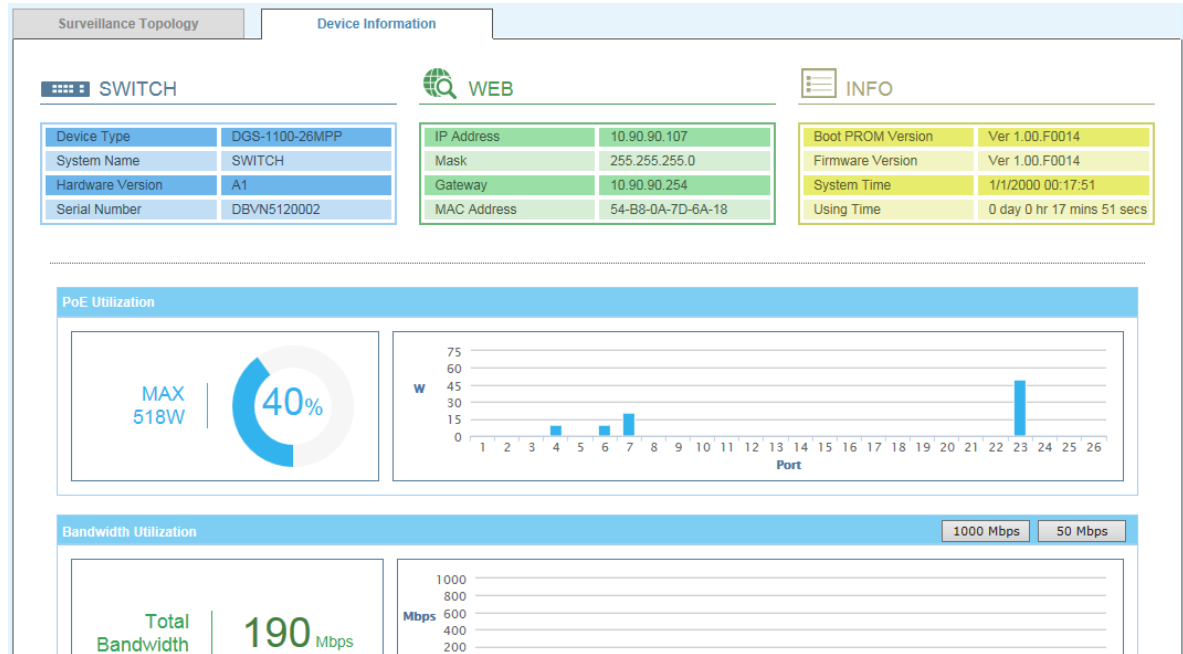 Surveillance Topology Device Information
SWITCH
Device Type DGS-1100-26MPP
System Name SWITCH
Hardware Version A1
Serial Number DBVN5120002
WEB
IP Address 10.90.90.107
Mask 255.255.255.0
Gateway 10.90.90.254
MAC Address 54-B8-0A-7D-6A-18
INFO
Boot PROM Version Ver 1.00.F0014
Firmware Version Ver 1.00.F0014
System Time 1/1/2000 00:17:51
Using Time 0 day 0 hr 17 mins 51 secs
PoE Utilization
MAX
518W
40%
W
75
60
45
30
15
0
1 2 3 4 5 6 7 8 9 10 11 12 13 14 15 16 17 18 19 20 21 22 23 24 25 26
Port
Bandwidth Utilization 1000 Mbps 50 Mbps
Total
Bandwidth
190 Mbps
Mbps
1000
800
600
400
200